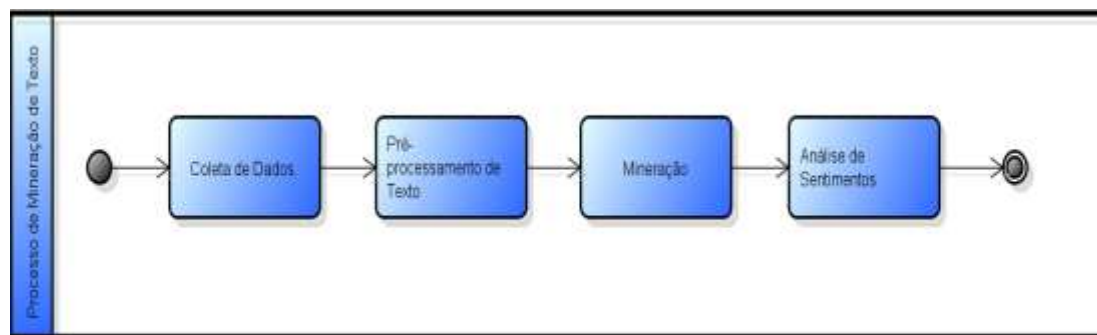 Processo de Mineração de Texto
Coleta de Dados
Pré-
processamento de
Texto
Mineração
Análise de
Sentimentos